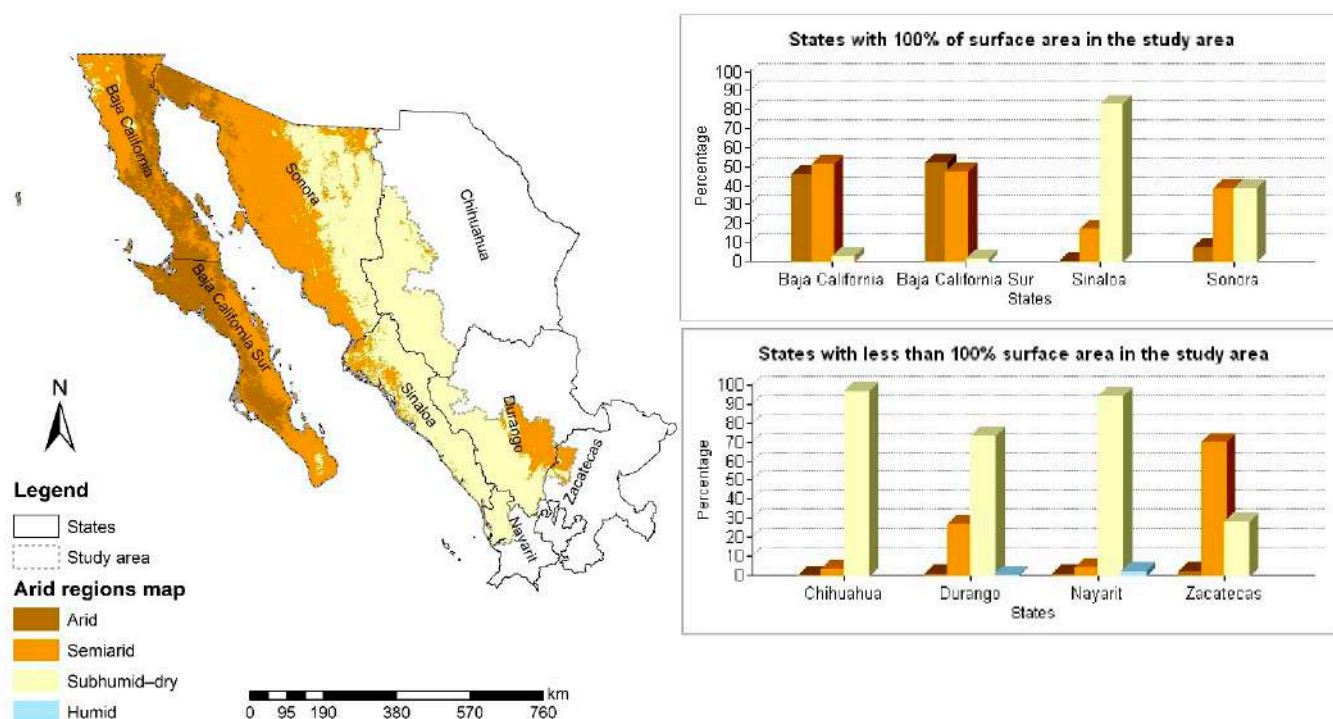 Baja California
Sonora
Chihuahua
Baja California Sur
Sinaloa
Durango
Zacatecas
Nayarit
N
Legend
States
Study area
Arid regions map
Arid
Semiarid
Subhumid–dry
Humid
km
0 95 190 380 570 760
States with 100% of surface area in the study area
Percentage
100
90
80
70
60
50
40
30
20
10
0
Baja California Baja California Sur Sinaloa Sonora
States
States with less than 100% surface area in the study area
Percentage
100
90
80
70
60
50
40
30
20
10
0
Chihuahua Durango Nayarit Zacatecas
States